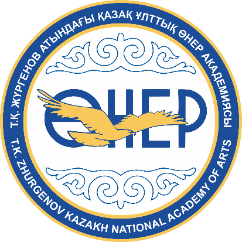 Т.Қ. ЖҮРГЕНОВ АТЫНДАҒЫ ҚАЗАҚ ҰЛТТЫҚ ӨНЕР АКАДЕМИЯСЫ
ӨНЕР
T.K. ZHURGENOV KAZAKH NATIONAL ACADEMY OF ARTS